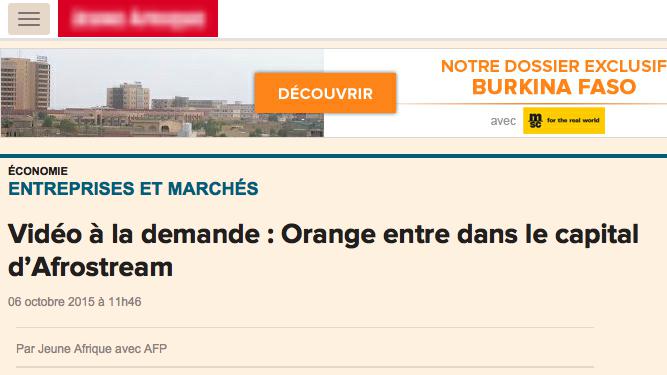 NOTRE DOSSIER EXCLUSIF
DÉCOUVRIR
BURKINA FASO
avec msc for the real world
ÉCONOMIE
ENTREPRISES ET MARCHÉS
Vidéo à la demande : Orange entre dans le capital
d’Afrostream
06 octobre 2015 à 11h46
Par Jeune Afrique avec AFP